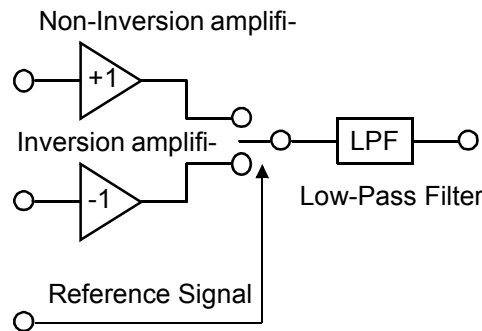 Non-Inversion amplifi-
+1
Inversion amplifi-
LPF
-1
Low-Pass Filter
Reference Signal